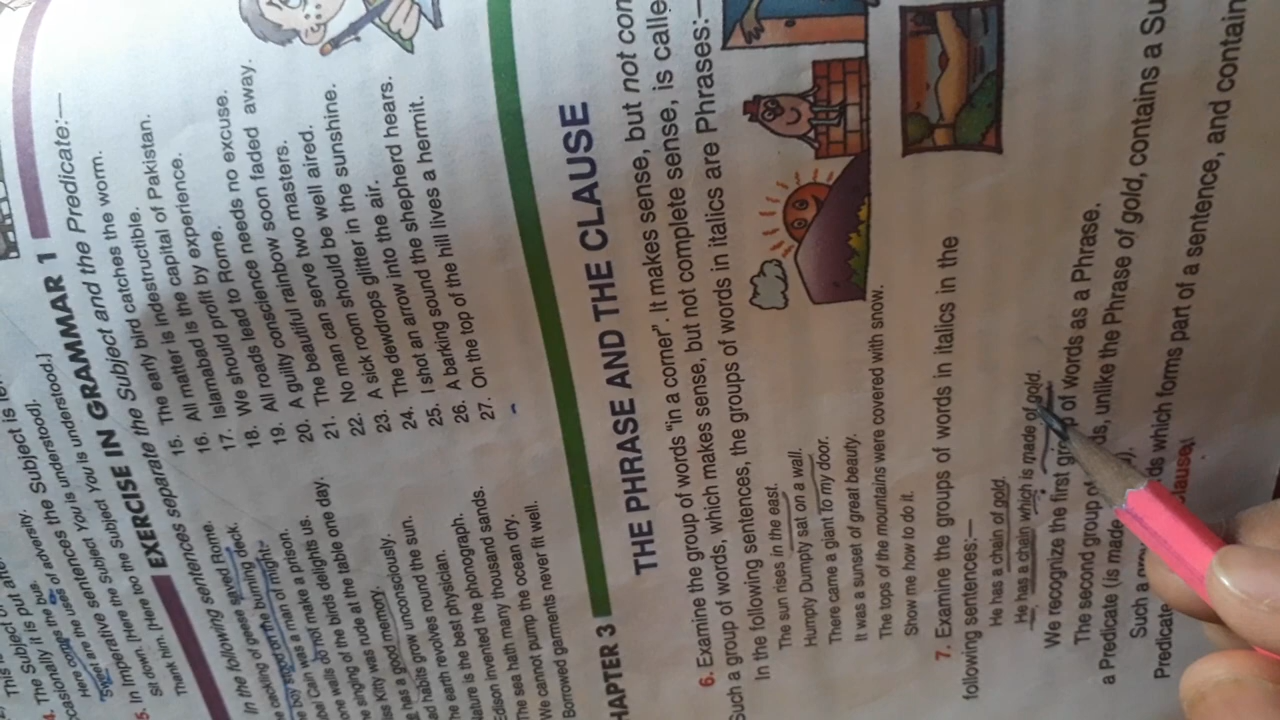 4. The Subject is put after
occasionally it is put
Here comes the bus.
Sweet are the uses of adversity.
5. In Imperative sentences the Subject is left
Sit down. [Here the Subject You is understood].
Thank him. [Here too the Subject You is understood.]
EXERCISE IN GRAMMAR 1
In the following sentences separate the Subject and the Predicate:—
cackling of geese saved Rome.
boy stood on the burning deck.
a man of might
walls do not make a prison.
The singing of the birds delights us.
Miss Kitty was rude at the table one day.
has a good memory.
Bad habits grow unconsciously.
The earth revolves round the sun.
Nature is the best physician.
Edison invented the phonograph.
The sea hath many thousand sands.
We cannot pump the ocean dry.
Borrowed garments never fit well.
15. The early bird catches the worm.
16. All matter is indestructible.
17. Islamabad is the capital of Pakistan.
18. We should profit by experience.
19. All roads lead to Rome.
20. A guilty conscience needs no excuse.
21. The beautiful rainbow soon faded away.
22. No man can serve two masters.
23. A sick room should be well aired.
24. The dewdrops glitter in the sunshine.
25. I shot an arrow into the air.
26. A barking sound the shepherd hears.
27. On the top of the hill lives a hermit.
CHAPTER 3
THE PHRASE AND THE CLAUSE
6. Examine the group of words "in a corner". It makes sense, but not
Such a group of words, which makes sense, but not complete sense, is
In the following sentences, the groups of words in italics are Phrases:—
The sun rises in the east.
Humpty Dumpty sat on a wall.
There came a giant to my door.
It was a sunset of great beauty.
The tops of the mountains were covered with snow.
Show me how to do it.
7. Examine the groups of words in italics in the
following sentences:—
He has a chain of gold.
He has a chain which is made of gold.
We recognize the first group of words as a Phrase.
The second group of unlike the Phrase of gold, contains a
a Predicate (is made
Such a which forms part of a sentence, and
Predicate